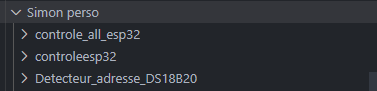 Simon perso
controle_all_esp32
controleesp32
Detecteur_adresse_DS18B20